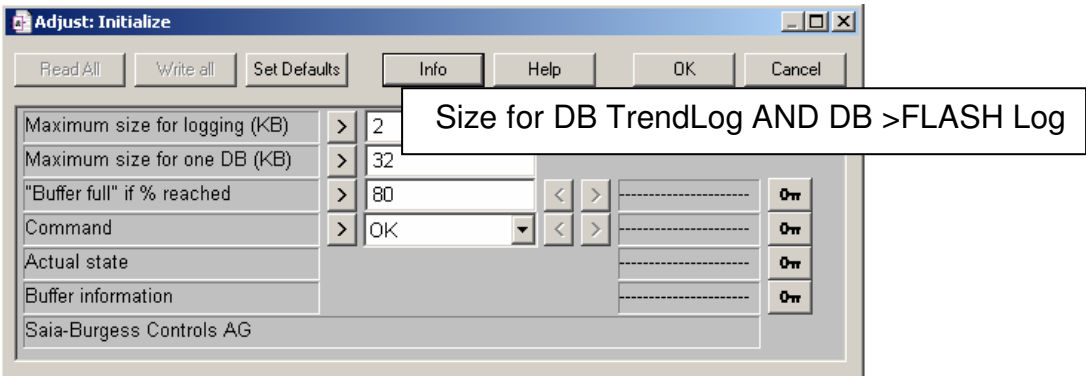 Adjust: Initialize
Read All Write all Set Defaults Info Help OK Cancel
Size for DB TrendLog AND DB >FLASH Log
Maximum size for logging (KB) > 2
Maximum size for one DB (KB) > 32
"Buffer full" if % reached > 80 < > ---------------------
Command > OK < > ---------------------
Actual state ---------------------
Buffer information ---------------------
Saia-Burgess Controls AG